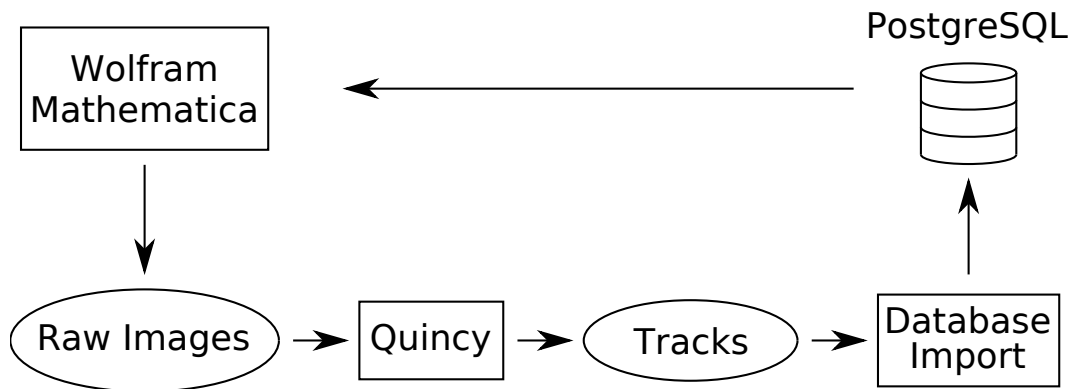 PostgreSQL
Wolfram
Mathematica
Raw Images
Quincy
Tracks
Database
Import